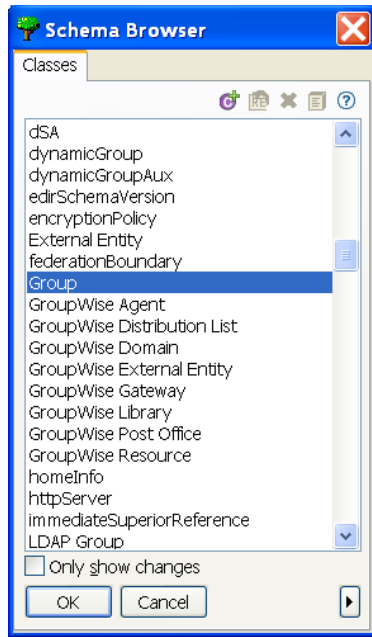 Schema Browser
Classes
dSA
dynamicGroup
dynamicGroupAux
edirSchemaVersion
encryptionPolicy
External Entity
federationBoundary
Group
GroupWise Agent
GroupWise Distribution List
GroupWise Domain
GroupWise External Entity
GroupWise Gateway
GroupWise Library
GroupWise Post Office
GroupWise Resource
homeInfo
httpServer
immediateSuperiorReference
LDAP Group
Only show changes
OK Cancel